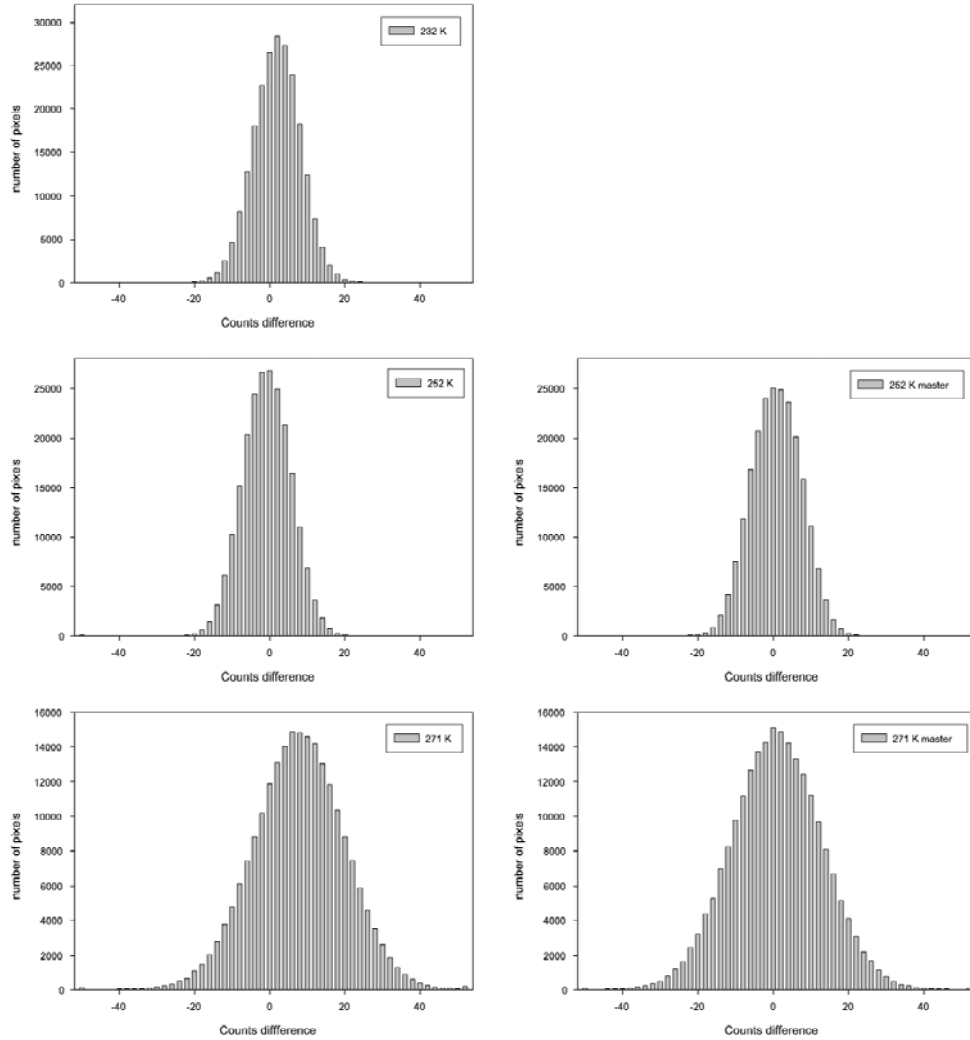 30000
25000
20000
15000
10000
5000
0
number of pixels
232 K
-40 -20 0 20 40
Counts difference
25000
20000
15000
10000
5000
0
number of pixels
252 K
-40 -20 0 20 40
Counts difference
25000
20000
15000
10000
5000
0
number of pixels
252 K master
-40 -20 0 20 40
Counts difference
16000
14000
12000
10000
8000
6000
4000
2000
0
number of pixels
271 K
-40 -20 0 20 40
Counts diffference
16000
14000
12000
10000
8000
6000
4000
2000
0
number of pixels
271 K master
-40 -20 0 20 40
Counts difference